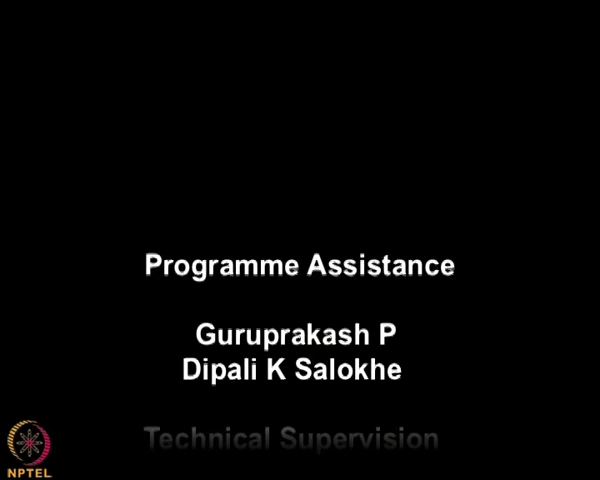 Programme Assistance
Guruprakash P
Dipali K Salokhe
Technical Supervision
NPTEL